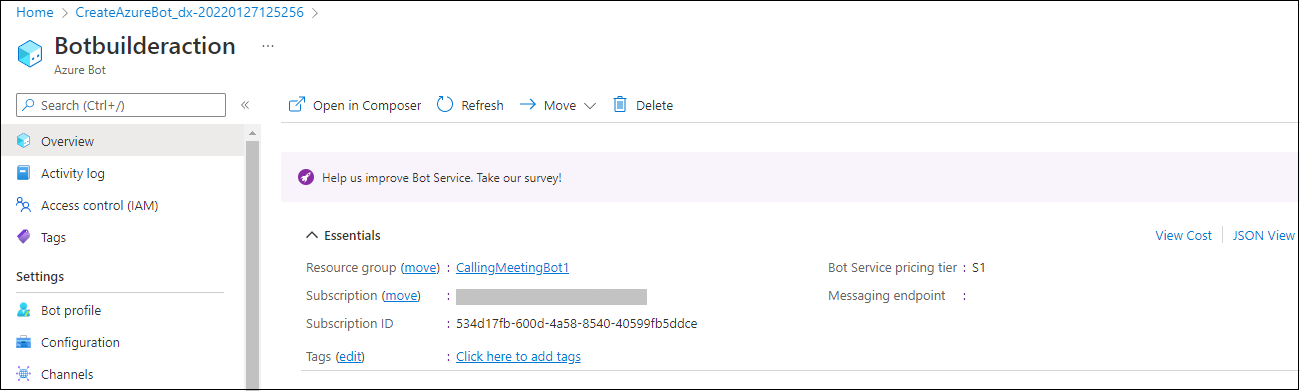 Home > CreateAzureBot_dx-20220127125256 >
Botbuilderaction ...
Azure Bot
Search (Ctrl+/) «
Open in Composer Refresh Move Delete
Overview
Activity log
Access control (IAM)
Tags
Settings
Bot profile
Configuration
Channels
Help us improve Bot Service. Take our survey!
Essentials View Cost JSON View
Resource group (move) : CallingMeetingBot1 Bot Service pricing tier : S1
Subscription (move) : Messaging endpoint :
Subscription ID : 534d17fb-600d-4a58-8540-40599fb5ddce
Tags (edit) : Click here to add tags